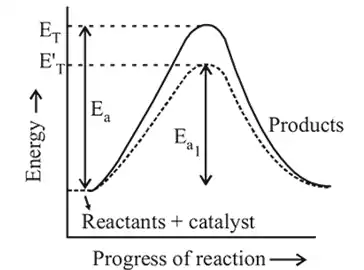 E_T
E'_T
E_a
E_a₁
Products
Energy →
Reactants + catalyst
Progress of reaction →